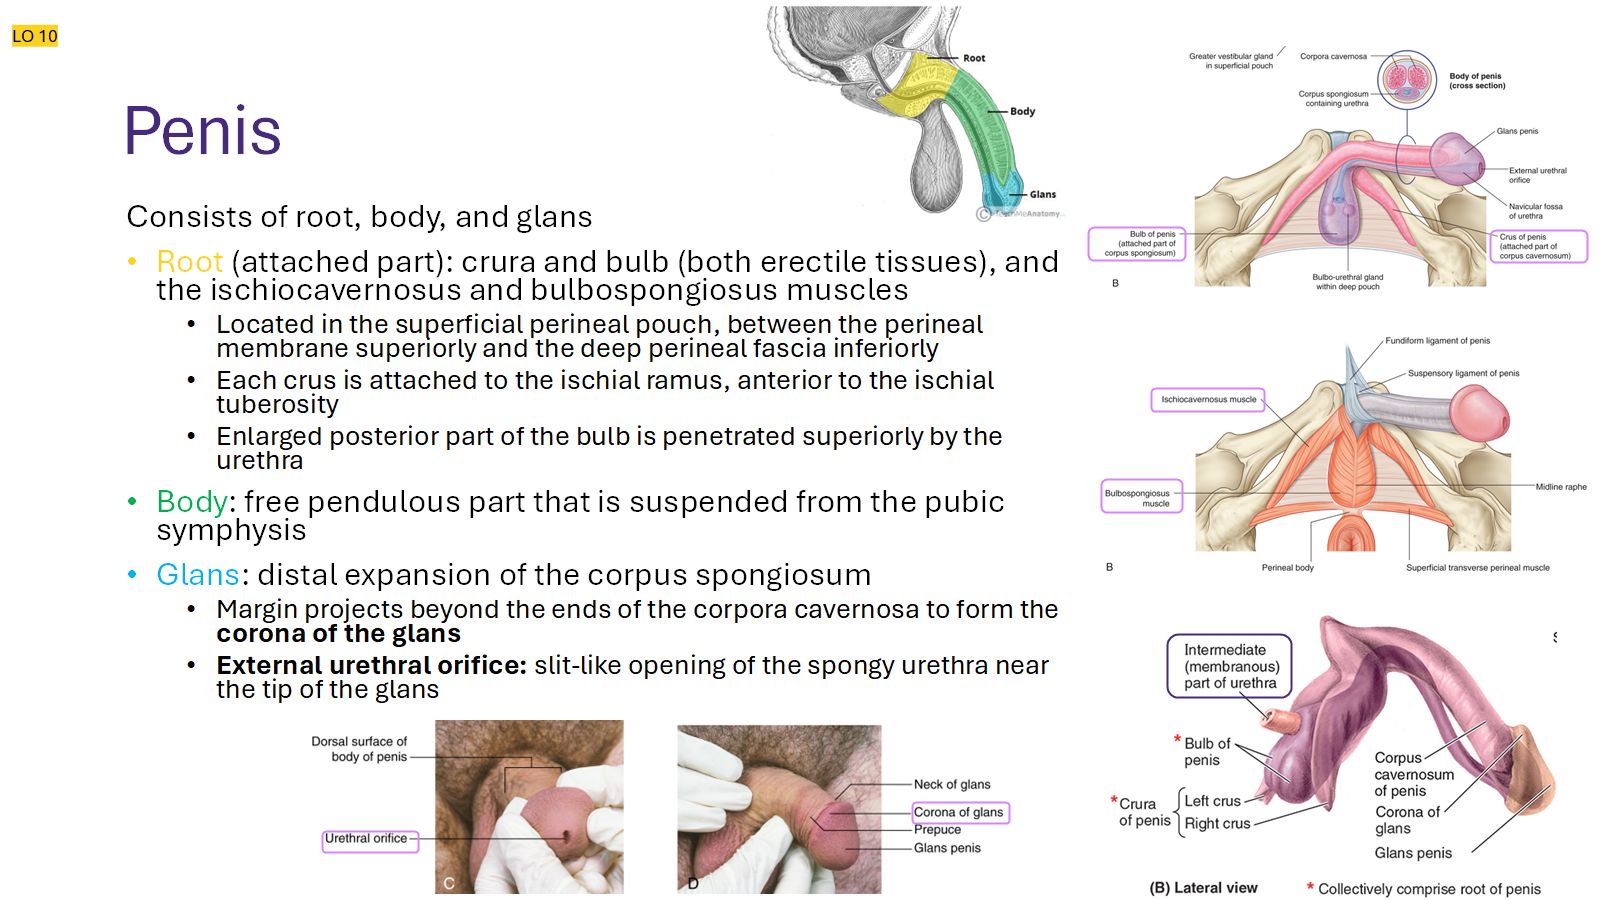 LO 10
Penis
Consists of root, body, and glans
• Root (attached part): crura and bulb (both erectile tissues), and
the ischiocavernosus and bulbospongiosus muscles
• Located in the superficial perineal pouch, between the perineal
membrane superiorly and the deep perineal fascia inferiorly
• Each crus is attached to the ischial ramus, anterior to the ischial
tuberosity
• Enlarged posterior part of the bulb is penetrated superiorly by the
urethra
• Body: free pendulous part that is suspended from the pubic
symphysis
• Glans: distal expansion of the corpus spongiosum
• Margin projects beyond the ends of the corpora cavernosa to form the
corona of the glans
• External urethral orifice: slit-like opening of the spongy urethra near
the tip of the glans
Root
Body
Glans
© TeachMeAnatomy
Greater vestibular gland
in superficial pouch
Corpora cavernosa
Corpus spongiosum
containing urethra
Body of penis
(cross section)
Glans penis
External urethral
orifice
Navicular fossa
of urethra
Bulb of penis
(attached part of
corpus spongiosum)
Crus of penis
(attached part of
corpus cavernosum)
Bulbo-urethral gland
within deep pouch
B
Fundiform ligament of penis
Suspensory ligament of penis
Ischiocavernosus muscle
Bulbospongiosus
muscle
Midline raphe
B
Perineal body
Superficial transverse perineal muscle
Intermediate
(membranous)
part of urethra
* Bulb of
penis
* Crura
of penis
Left crus
Right crus
Corpus
cavernosum
of penis
Corona of
glans
Glans penis
(B) Lateral view
* Collectively comprise root of penis
Dorsal surface of
body of penis
Urethral orifice
C
D
Neck of glans
Corona of glans
Prepuce
Glans penis